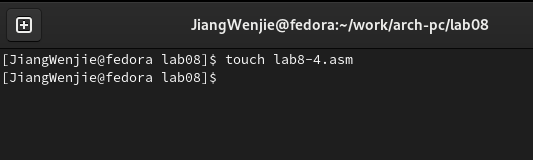 JiangWenjie@fedora:~/work/arch-pc/lab08
[JiangWenjie@fedora lab08]$ touch lab8-4.asm
[JiangWenjie@fedora lab08]$